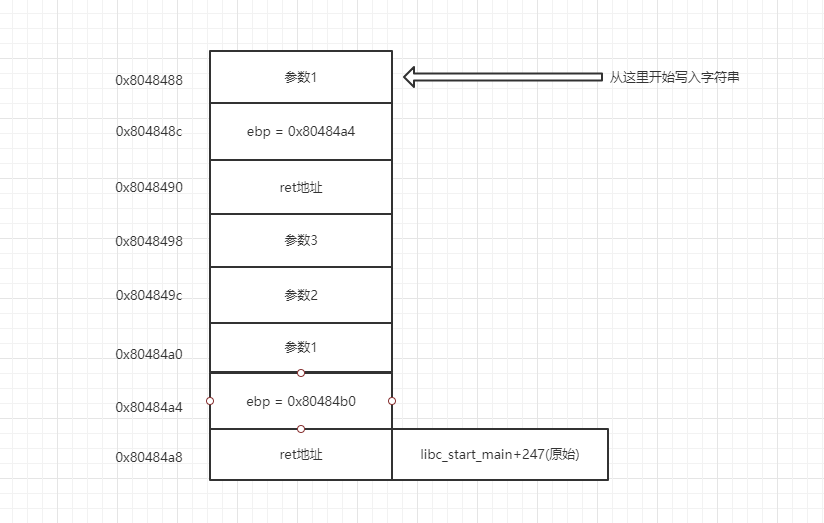 0x8048488 参数1 从这里开始写入字符串
0x804848c ebp = 0x80484a4
0x8048490 ret地址
0x8048498 参数3
0x804849c 参数2
0x80484a0 参数1
0x80484a4 ebp = 0x80484b0
0x80484a8 ret地址 libc_start_main+247(原始)